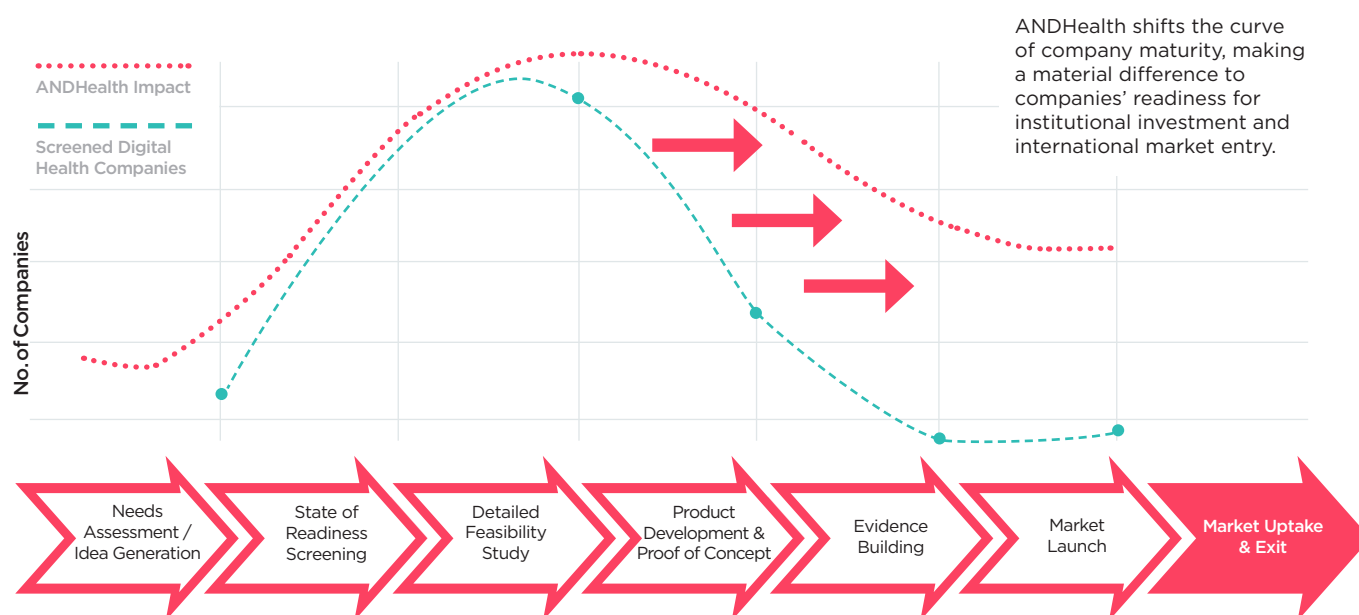 ANDHealth shifts the curve
of company maturity, making
a material difference to
companies’ readiness for
institutional investment and
international market entry.
ANDHealth Impact
Screened Digital
Health Companies
No. of Companies
Needs
Assessment /
Idea Generation
State of
Readiness
Screening
Detailed
Feasibility
Study
Product
Development &
Proof of Concept
Evidence
Building
Market
Launch
Market Uptake
& Exit